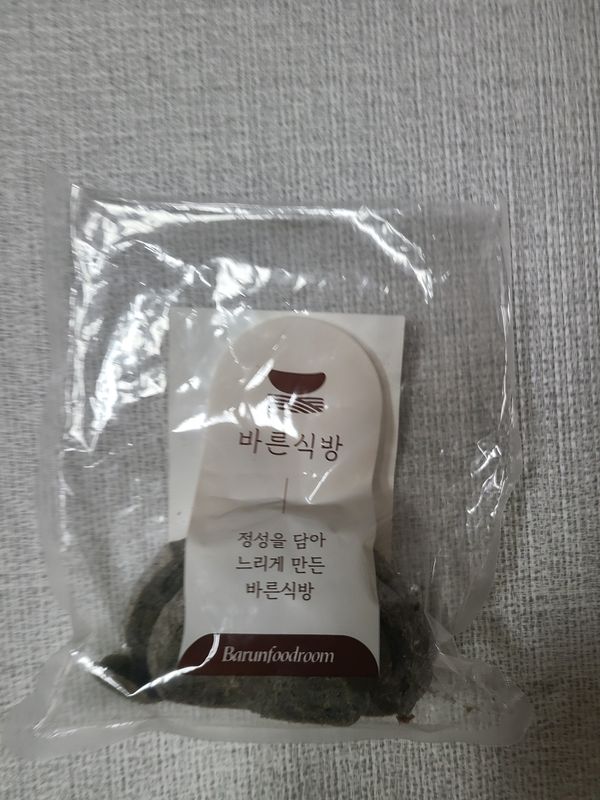 바른식방
정성을 담아
느리게 만든
바른식방
Barunfoodroom